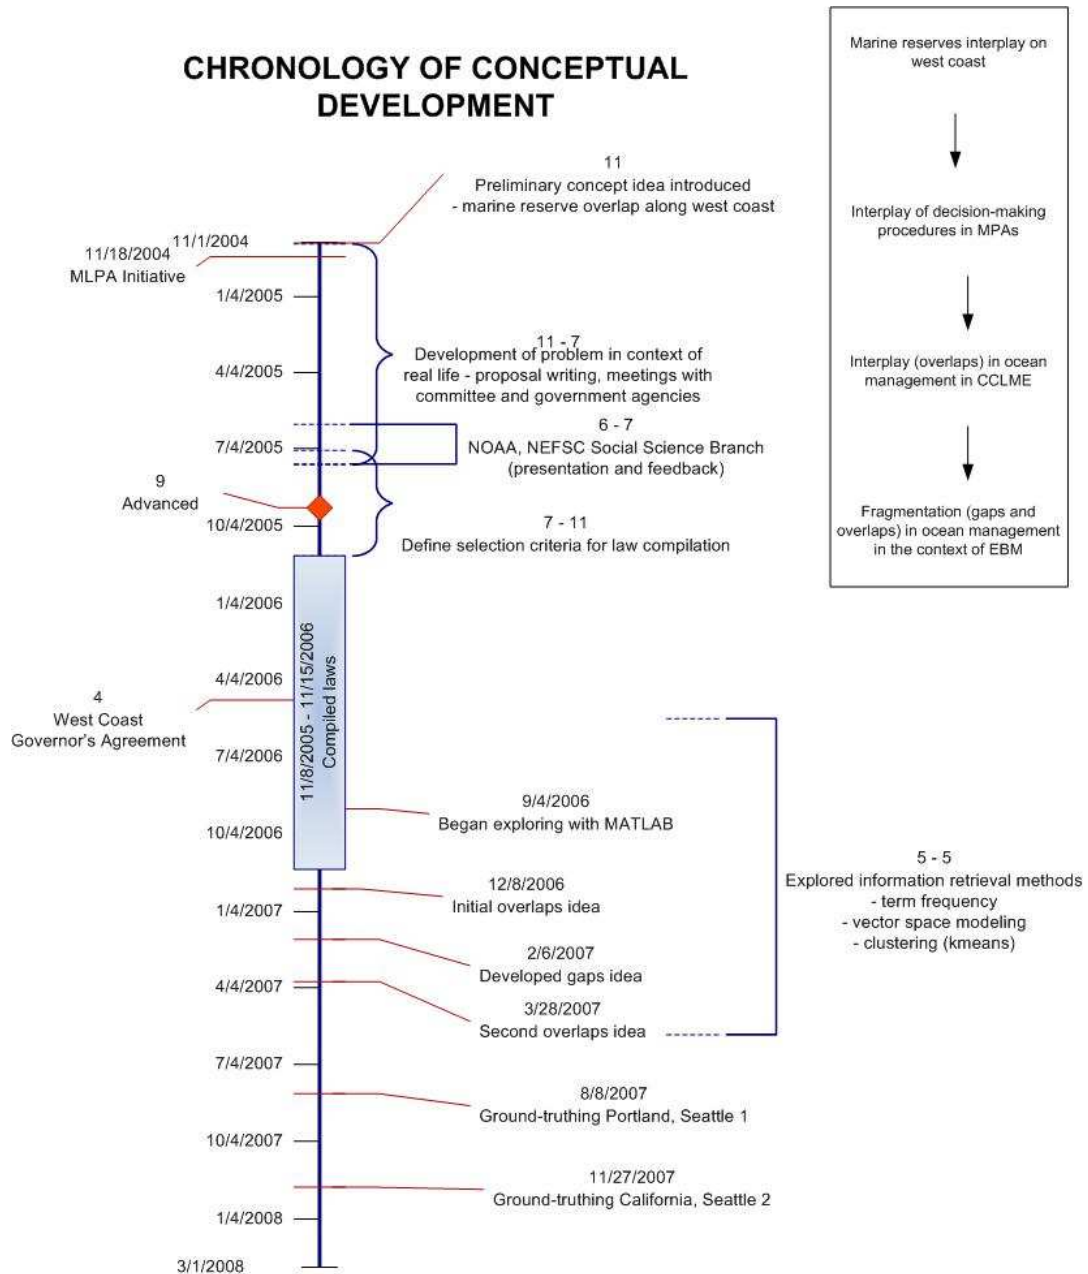 CHRONOLOGY OF CONCEPTUAL
DEVELOPMENT
11
Preliminary concept idea introduced
- marine reserve overlap along west coast
11/1/2004
11/18/2004
MLPA Initiative
1/4/2005
11 - 7
Development of problem in context of
real life - proposal writing, meetings with
committee and government agencies
4/4/2005
6 - 7
NOAA, NEFSC Social Science Branch
(presentation and feedback)
7/4/2005
9
Advanced
10/4/2005
7 - 11
Define selection criteria for law compilation
1/4/2006
11/8/2005 - 11/15/2006
Compiled laws
4/4/2006
4
West Coast
Governor's Agreement
7/4/2006
9/4/2006
Began exploring with MATLAB
10/4/2006
5 - 5
Explored information retrieval methods
- term frequency
- vector space modeling
- clustering (kmeans)
12/8/2006
Initial overlaps idea
1/4/2007
2/6/2007
Developed gaps idea
4/4/2007
3/28/2007
Second overlaps idea
7/4/2007
8/8/2007
Ground-truthing Portland, Seattle 1
10/4/2007
11/27/2007
Ground-truthing California, Seattle 2
1/4/2008
3/1/2008
Marine reserves interplay on
west coast
Interplay of decision-making
procedures in MPAs
Interplay (overlaps) in ocean
management in CCLME
Fragmentation (gaps and
overlaps) in ocean management
in the context of EBM